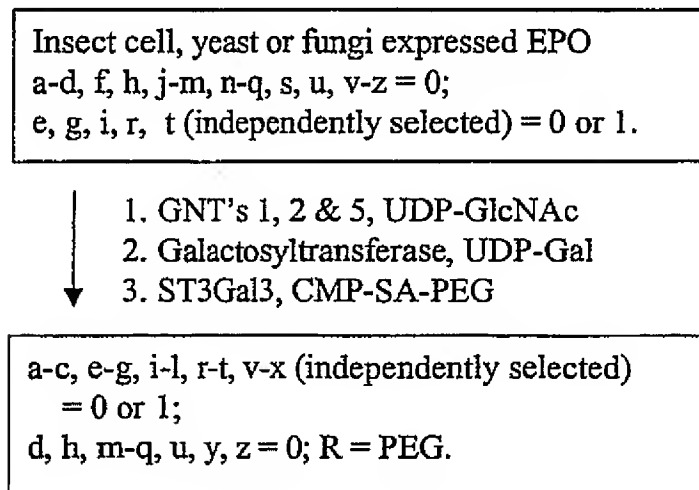 Insect cell, yeast or fungi expressed EPO
a-d, f, h, j-m, n-q, s, u, v-z = 0;
e, g, i, r, t (independently selected) = 0 or 1.
1. GNT's 1, 2 & 5, UDP-GlcNAc
2. Galactosyltransferase, UDP-Gal
3. ST3Gal3, CMP-SA-PEG
a-c, e-g, i-l, r-t, v-x (independently selected)
= 0 or 1;
d, h, m-q, u, y, z = 0; R = PEG.